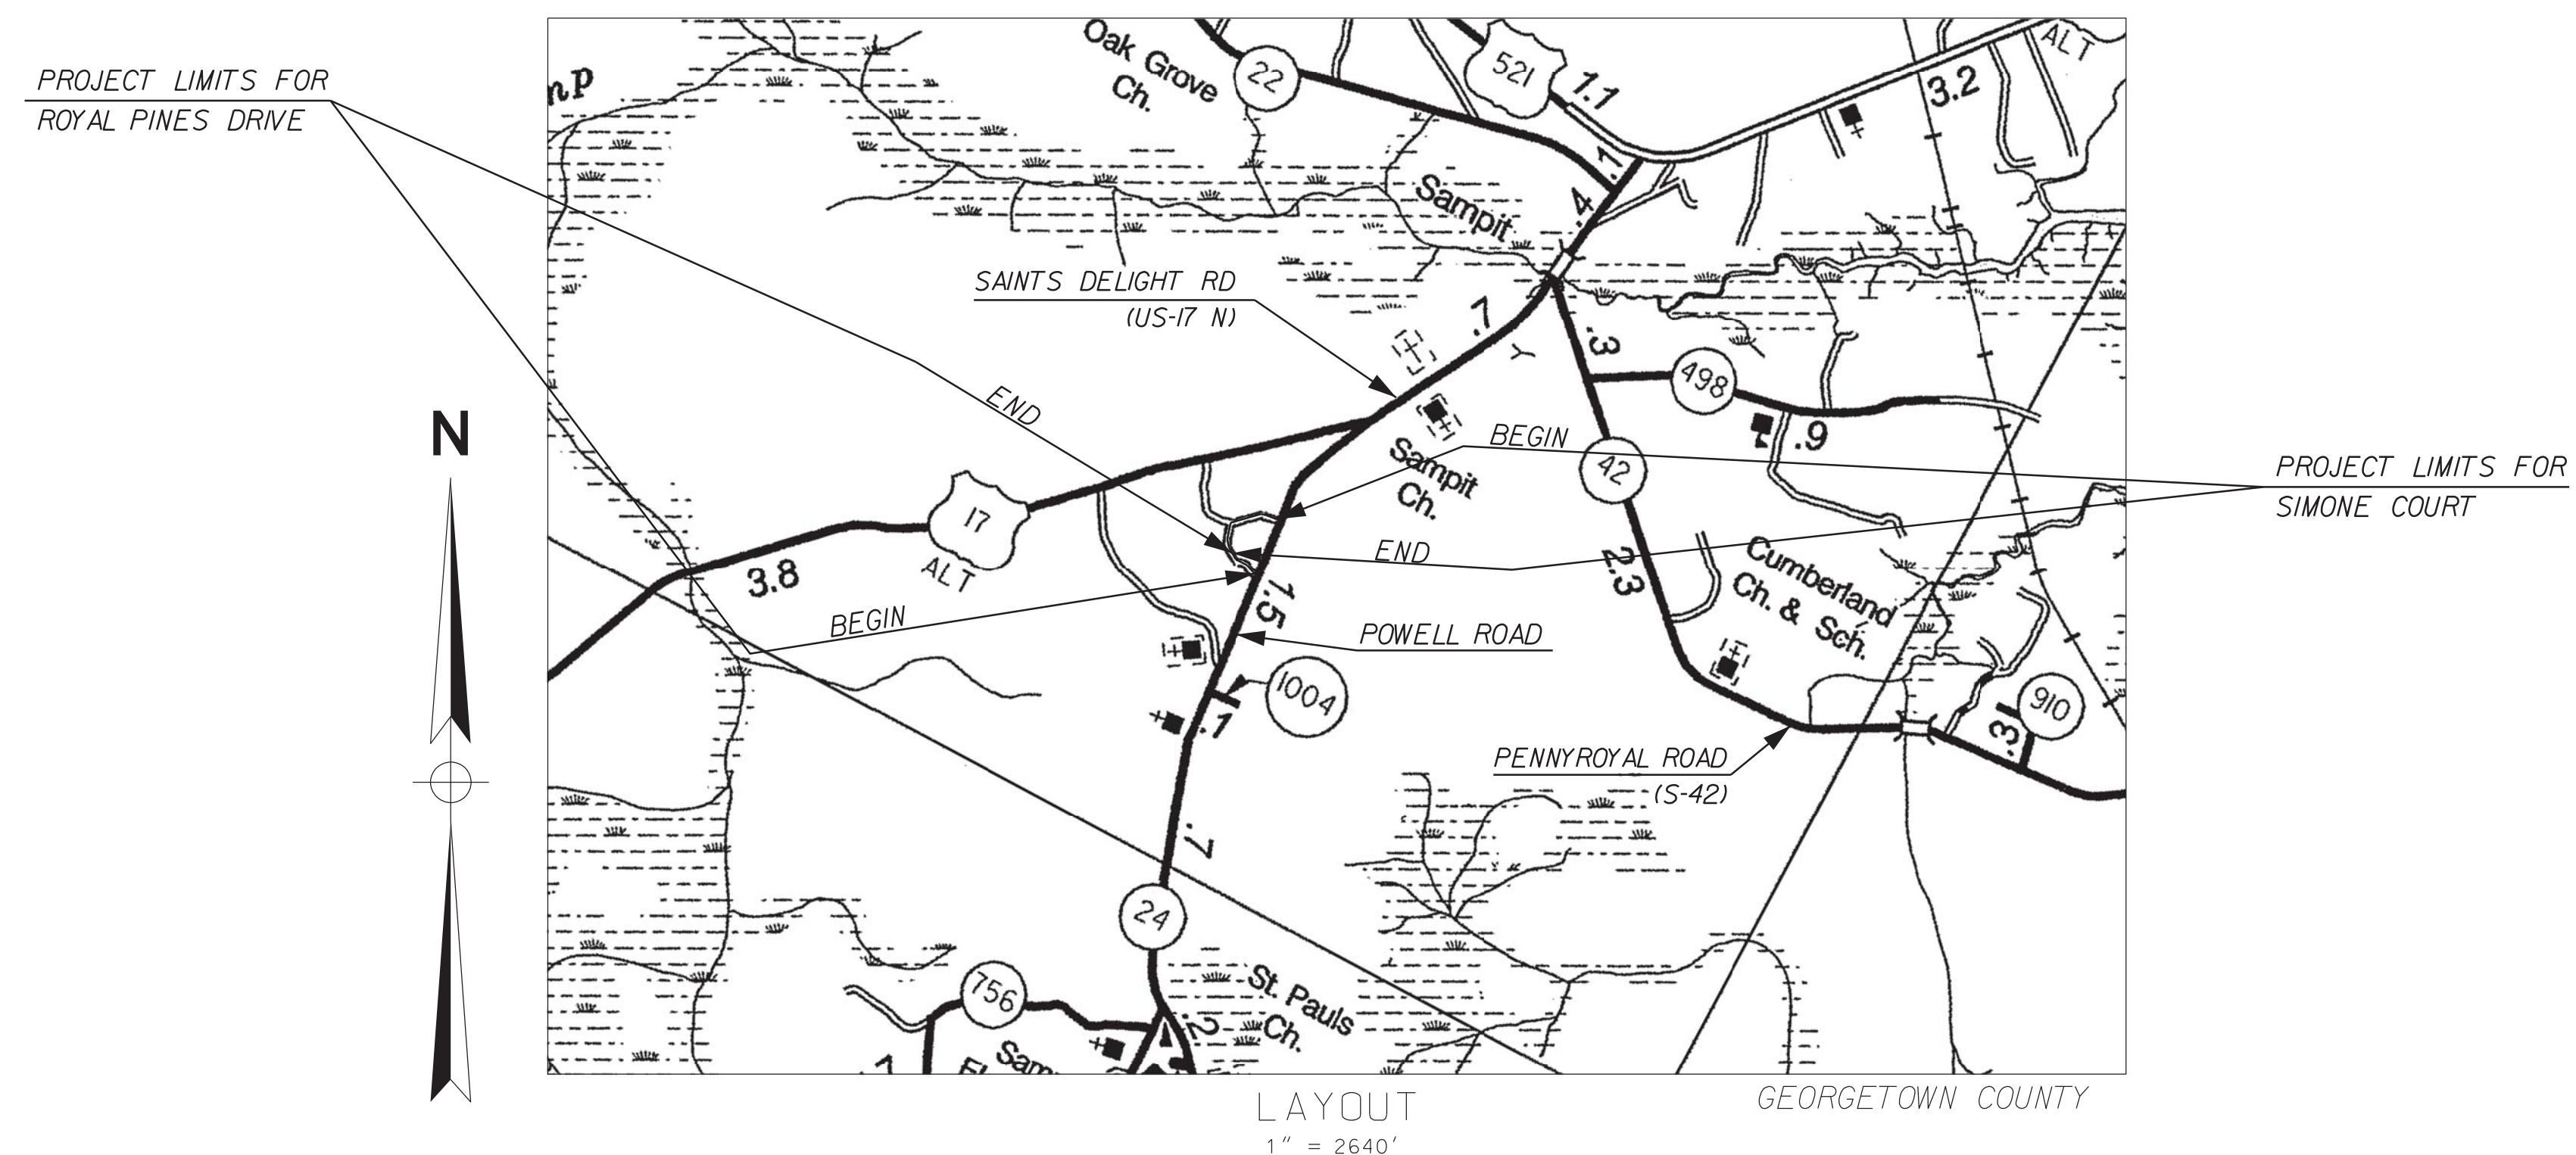 PROJECT LIMITS FOR
ROYAL PINES DRIVE
mp
Oak Grove
Ch.
22
521
1.1
3.2
ALT
.1
.4
Sampit
SAINTS DELIGHT RD
(US-17 N)
.7
Y
.3
498
.9
42
END
BEGIN
Sampit
Ch.
PROJECT LIMITS FOR
SIMONE COURT
N
17
ALT
3.8
END
BEGIN
1.5
2.3
Cumberland
Ch. & Sch.
POWELL ROAD
1004
.1
910
.3
PENNYROYAL ROAD
(S-42)
.7
24
756
.2
St. Pauls
Ch.
Sam
.7
LAYOUT
1" = 2640'
GEORGETOWN COUNTY